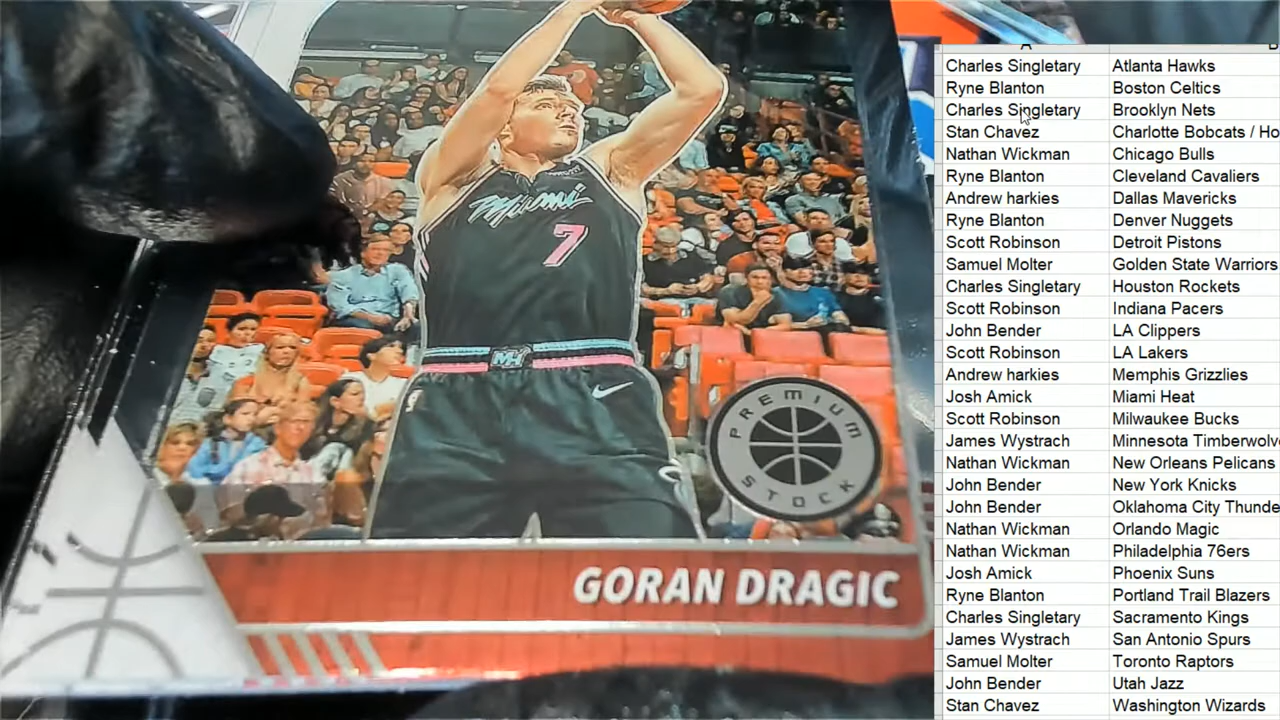 Miami
7
MH
PREMIUM
STOCK
GORAN DRAGIC
A
Charles Singletary Atlanta Hawks
Ryne Blanton Boston Celtics
Charles Singletary Brooklyn Nets
Stan Chavez Charlotte Bobcats / Ho
Nathan Wickman Chicago Bulls
Ryne Blanton Cleveland Cavaliers
Andrew harkies Dallas Mavericks
Ryne Blanton Denver Nuggets
Scott Robinson Detroit Pistons
Samuel Molter Golden State Warriors
Charles Singletary Houston Rockets
Scott Robinson Indiana Pacers
John Bender LA Clippers
Scott Robinson LA Lakers
Andrew harkies Memphis Grizzlies
Josh Amick Miami Heat
Scott Robinson Milwaukee Bucks
James Wystrach Minnesota Timberwolv
Nathan Wickman New Orleans Pelicans
John Bender New York Knicks
John Bender Oklahoma City Thunde
Nathan Wickman Orlando Magic
Nathan Wickman Philadelphia 76ers
Josh Amick Phoenix Suns
Ryne Blanton Portland Trail Blazers
Charles Singletary Sacramento Kings
James Wystrach San Antonio Spurs
Samuel Molter Toronto Raptors
John Bender Utah Jazz
Stan Chavez Washington Wizards